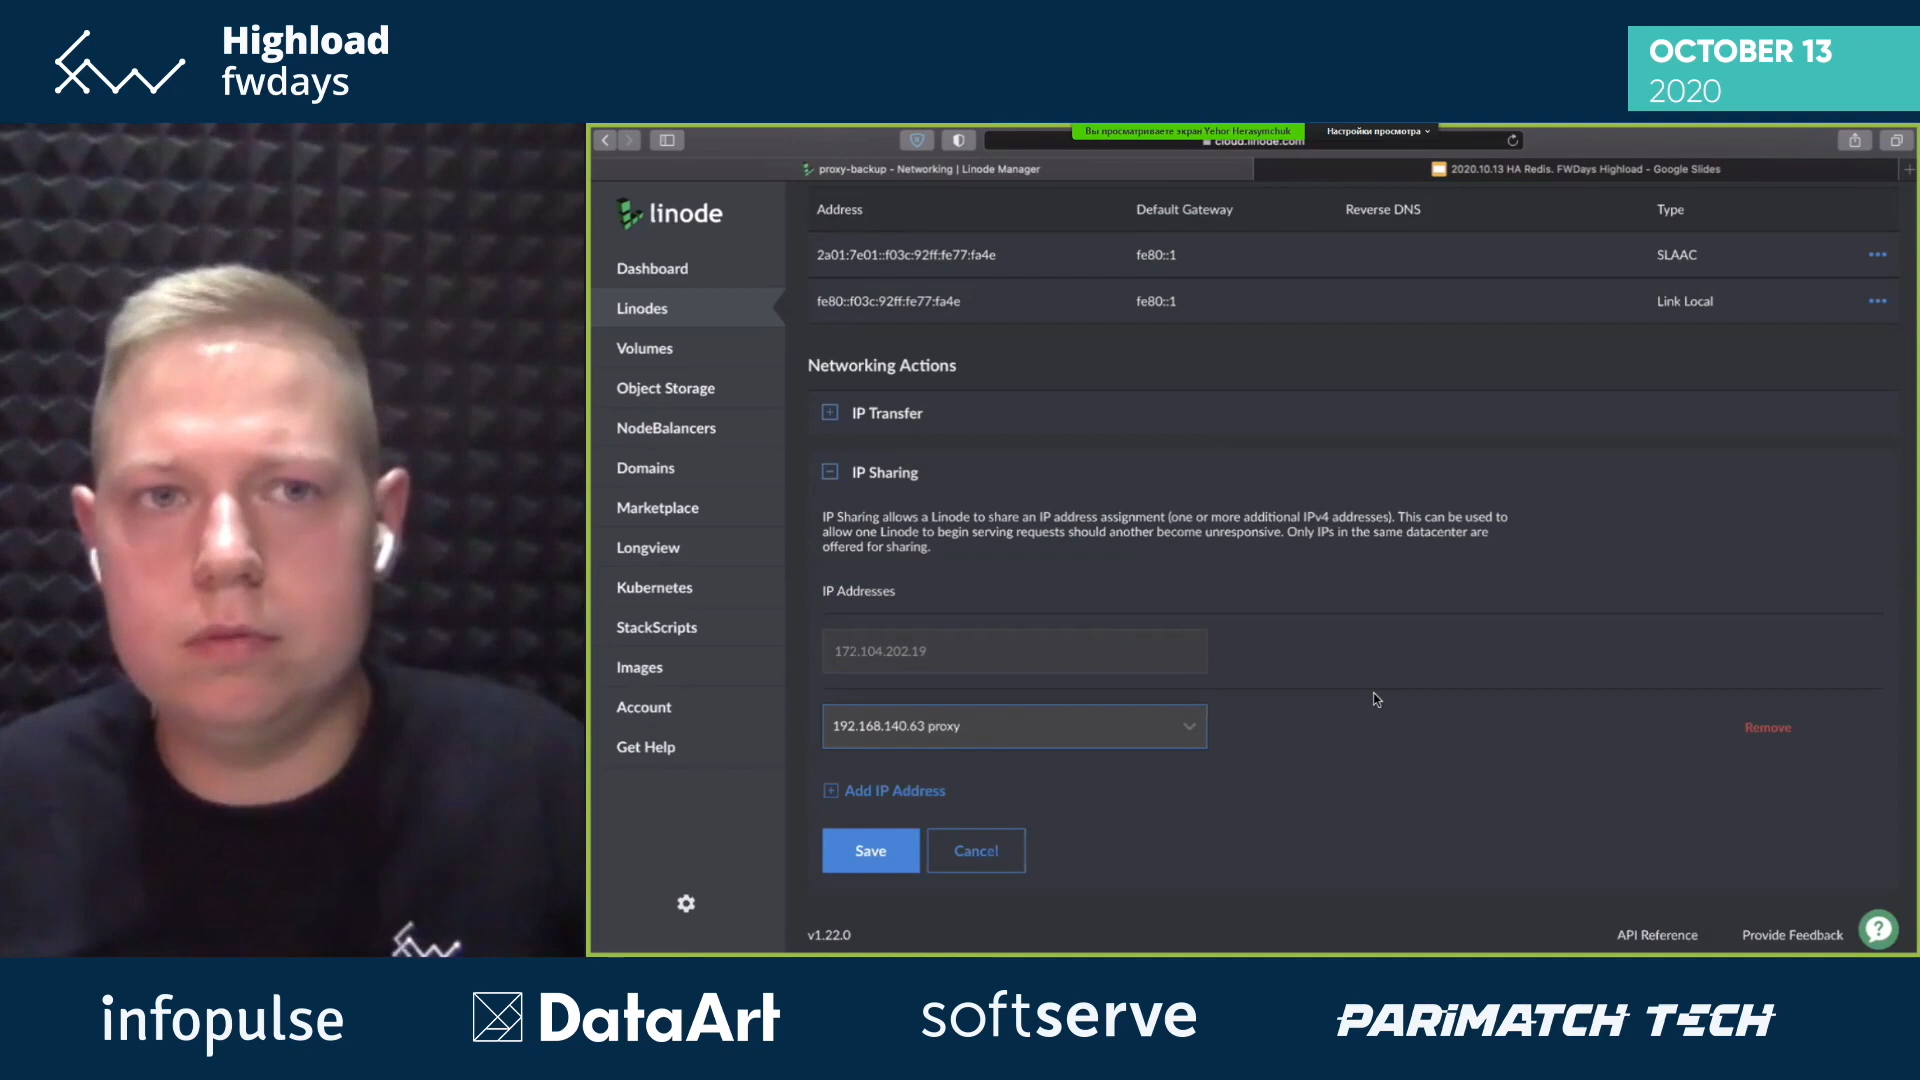 Highload
fwdays
OCTOBER 13
2020
Вы просматриваете экран Yehor Herasymchuk
Настройки просмотра
cloud.linode.com
proxy-backup - Networking | Linode Manager
2020.10.13 HA Redis. FWDays Highload - Google Slides
linode
Dashboard
Linodes
Volumes
Object Storage
NodeBalancers
Domains
Marketplace
Longview
Kubernetes
StackScripts
Images
Account
Get Help
Address Default Gateway Reverse DNS Type
2a01:7e01::f03c:92ff:fe77:fa4e fe80::1 SLAAC
fe80::f03c:92ff:fe77:fa4e fe80::1 Link Local
Networking Actions
IP Transfer
IP Sharing
IP Sharing allows a Linode to share an IP address assignment (one or more additional IPv4 addresses). This can be used to
allow one Linode to begin serving requests should another become unresponsive. Only IPs in the same datacenter are
offered for sharing.
IP Addresses
172.104.202.19
192.168.140.63 proxy
Remove
Add IP Address
Save Cancel
v1.22.0
API Reference Provide Feedback
infopulse
DataArt
softserve
PARIMATCH TECH